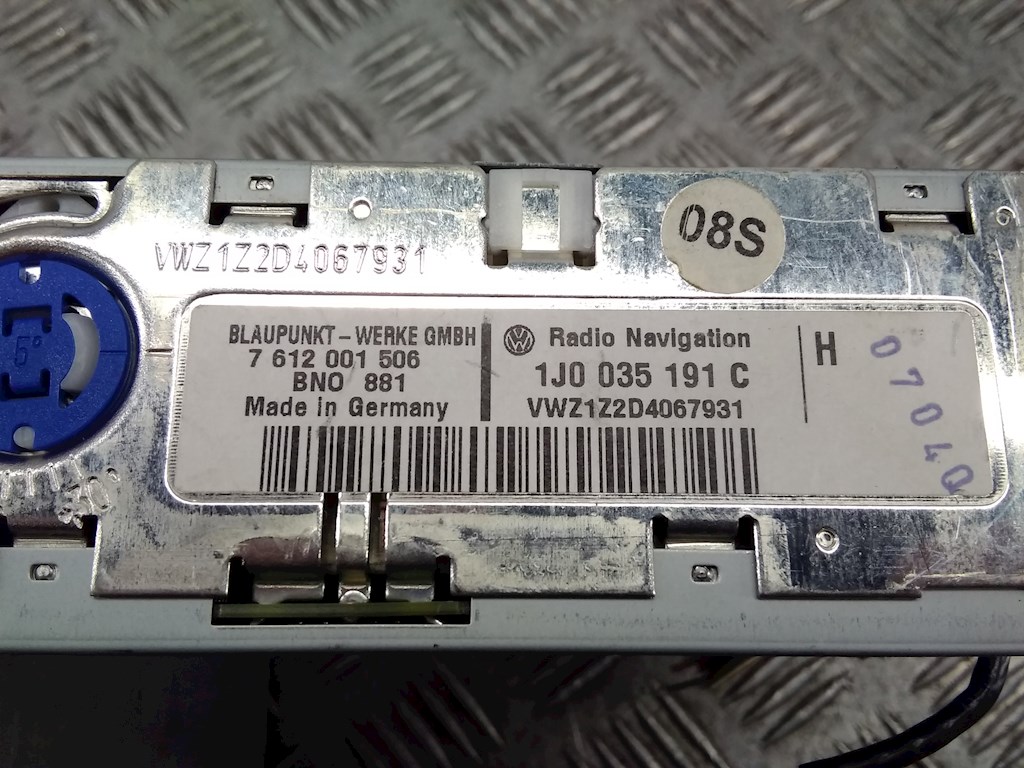 08S
VWZ1Z2D4067931
BLAUPUNKT - WERKE GMBH
7 612 001 506
BNO 881
Made in Germany
Radio Navigation
1J0 035 191 C
VWZ1Z2D4067931
H
5°